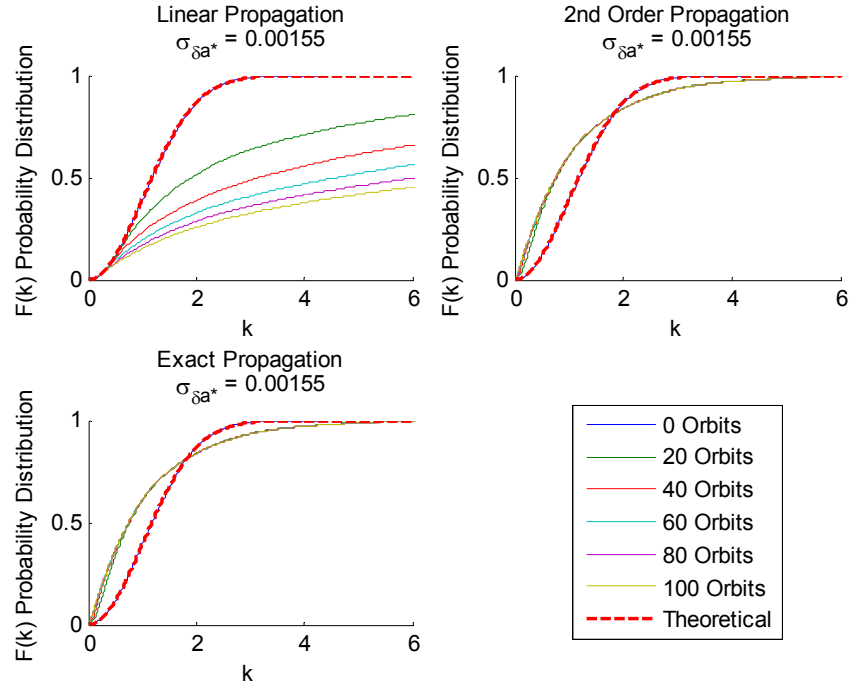 Linear Propagation
σδa* = 0.00155
F(k) Probability Distribution
1
0.5
0
0 2 4 6
k
2nd Order Propagation
σδa* = 0.00155
F(k) Probability Distribution
1
0.5
0
0 2 4 6
k
Exact Propagation
σδa* = 0.00155
F(k) Probability Distribution
1
0.5
0
0 2 4 6
k
0 Orbits
20 Orbits
40 Orbits
60 Orbits
80 Orbits
100 Orbits
Theoretical